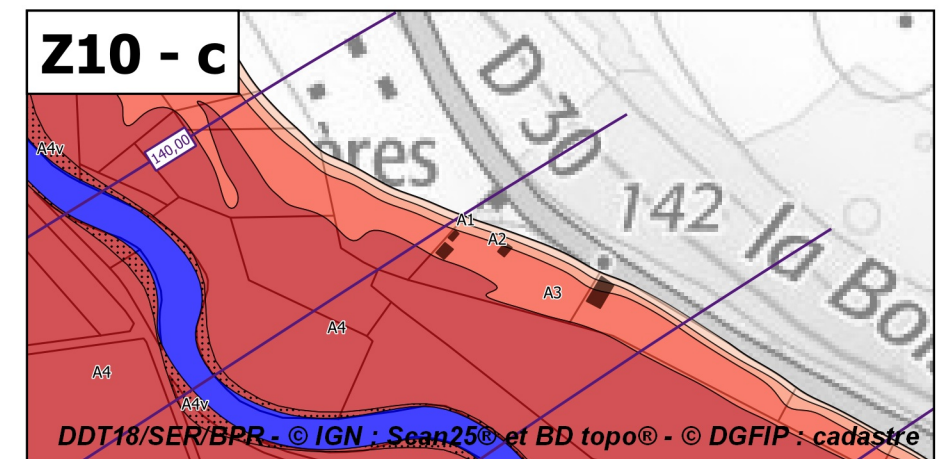 Z10 - c
D 30
A4v
140,00
ères
142
A1
A2
la Bo
A3
A4
A4
A4v
DDT18/SER/BPR - © IGN : Scan25® et BD topo® - © DGFIP : cadastre